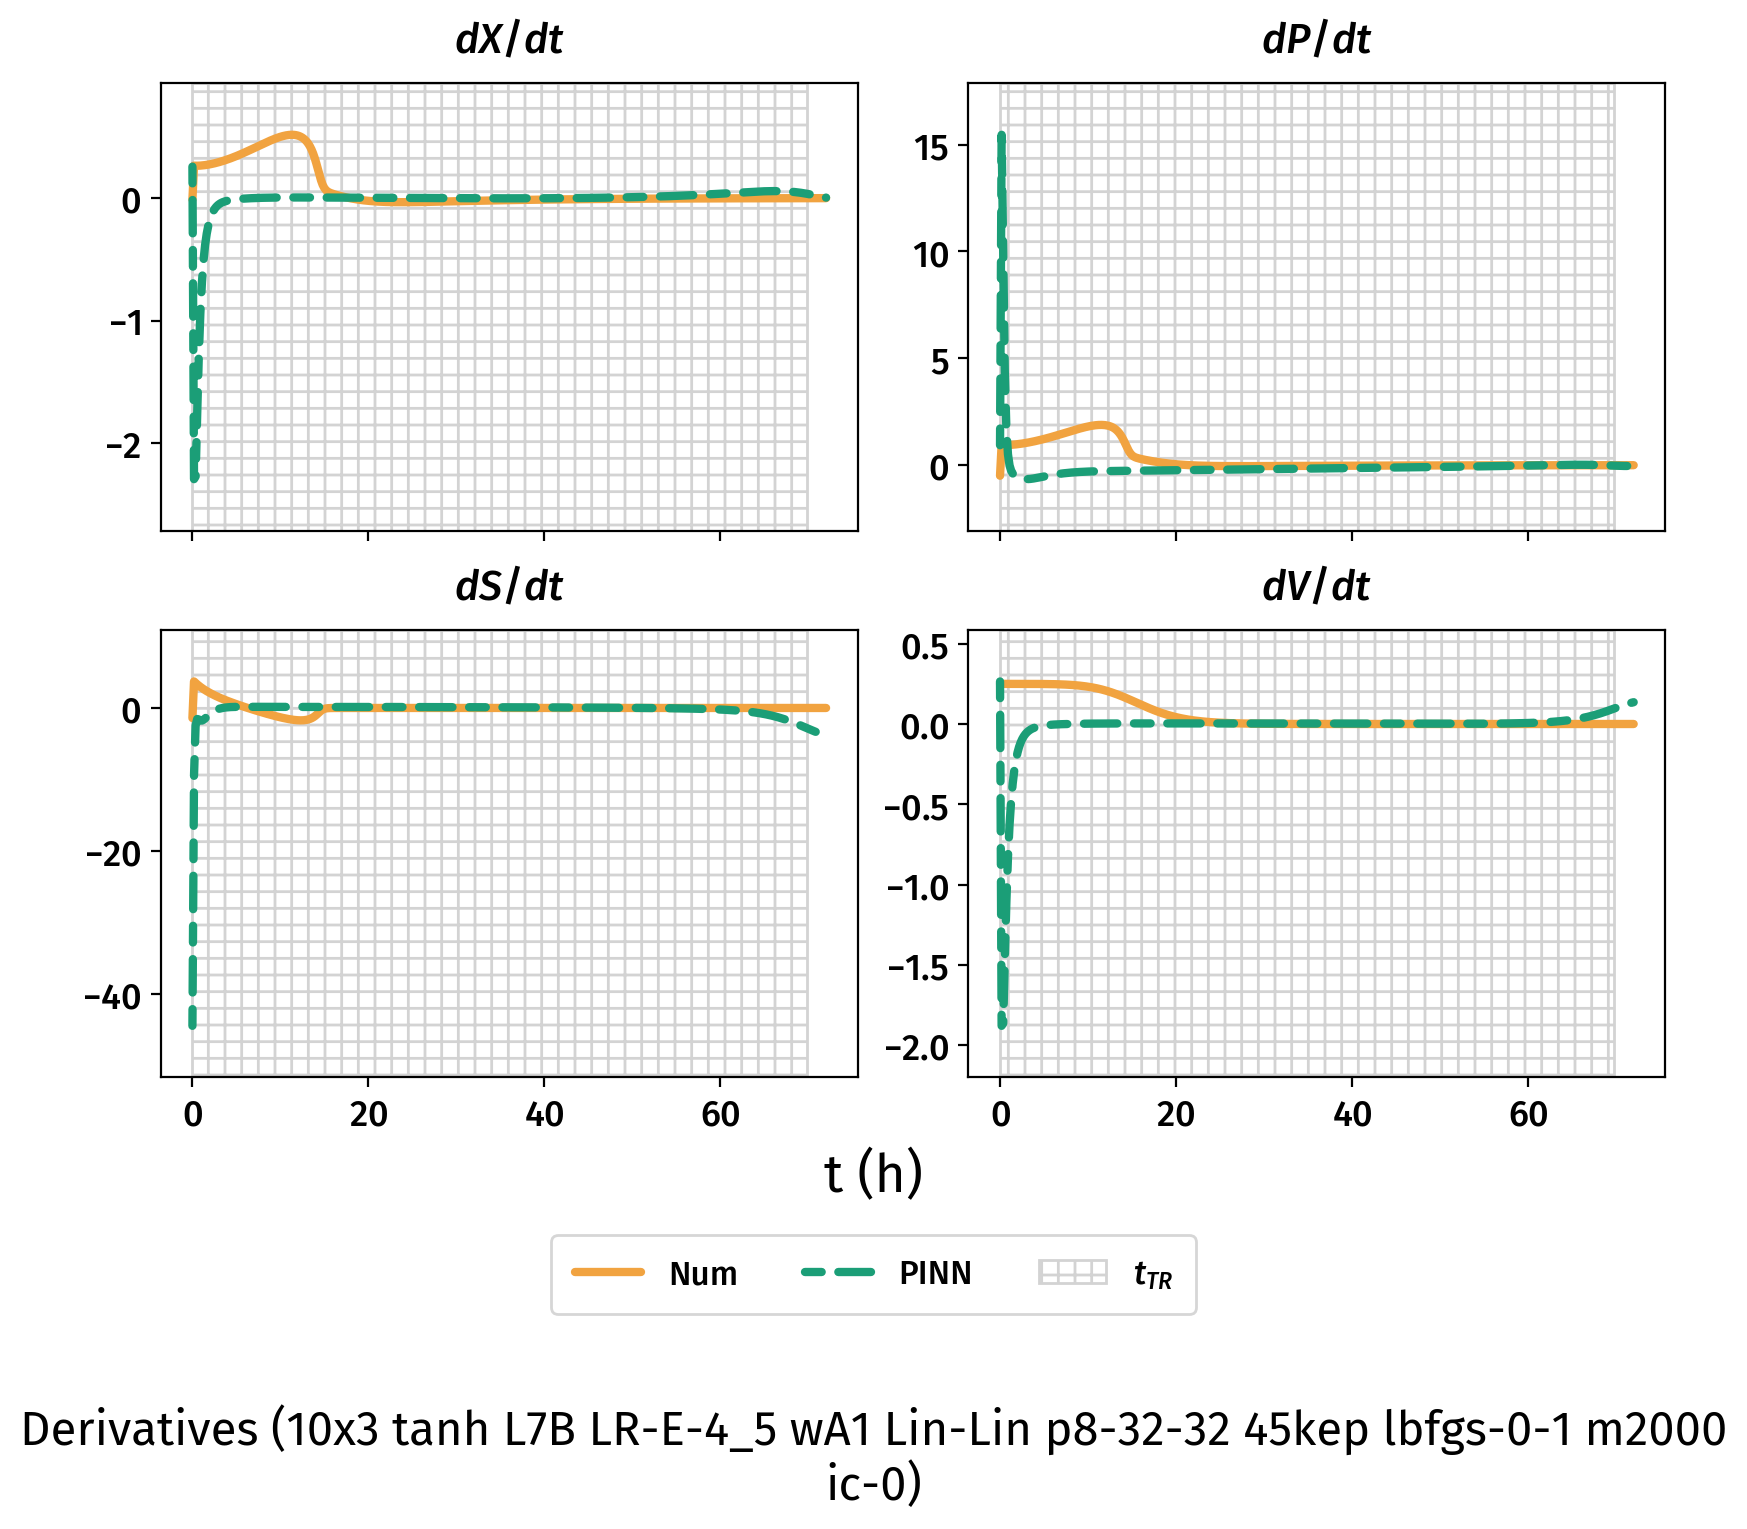 dX/dt
dP/dt
0
−1
−2
15
10
5
0
dS/dt
dV/dt
0
−20
−40
0.5
0.0
−0.5
−1.0
−1.5
−2.0
0 20 40 60
0 20 40 60
t (h)
Num PINN tTR
Derivatives (10x3 tanh L7B LR-E-4_5 wA1 Lin-Lin p8-32-32 45kep lbfgs-0-1 m2000
ic-0)